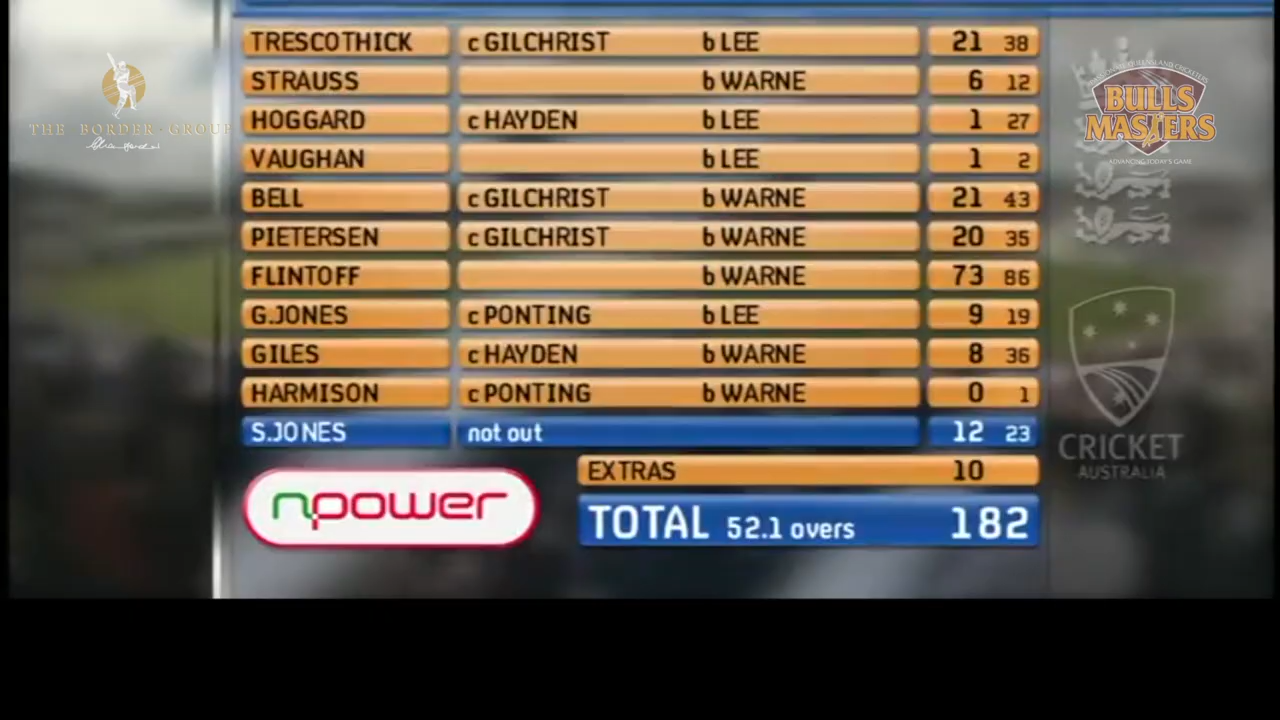 TRESCOTHICK c GILCHRIST b LEE 21 38
STRAUSS b WARNE 6 12
HOGGARD c HAYDEN b LEE 1 27
VAUGHAN b LEE 1 2
BELL c GILCHRIST b WARNE 21 43
PIETERSEN c GILCHRIST b WARNE 20 35
FLINTOFF b WARNE 73 86
G.JONES c PONTING b LEE 9 19
GILES c HAYDEN b WARNE 8 36
HARMISON c PONTING b WARNE 0 1
S.JONES not out 12 23
EXTRAS 10
TOTAL 52.1 overs 182
npower
THE BORDER-GROUP
BULLS
MASTERS
ADVANCING TODAY'S GAME
CRICKET
AUSTRALIA